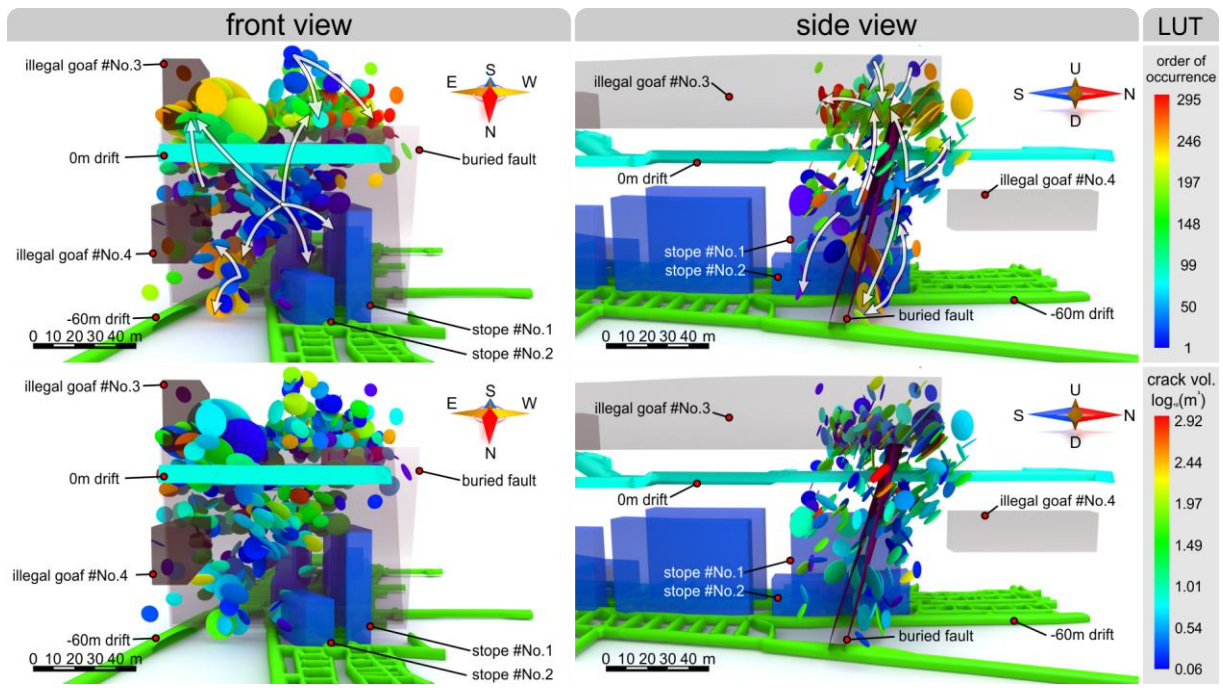 front view
side view
LUT
illegal goaf #No.3
E
S
W
N
0m drift
buried fault
illegal goaf #No.4
-60m drift
0 10 20 30 40 m
stope #No.1
stope #No.2
illegal goaf #No.3
U
S
N
D
0m drift
illegal goaf #No.4
stope #No.1
stope #No.2
buried fault
-60m drift
0 10 20 30 40 m
order of
occurrence
295
246
197
148
99
50
1
illegal goaf #No.3
E
S
W
N
0m drift
buried fault
illegal goaf #No.4
-60m drift
0 10 20 30 40 m
stope #No.1
stope #No.2
illegal goaf #No.3
U
S
N
D
0m drift
illegal goaf #No.4
stope #No.1
stope #No.2
buried fault
-60m drift
0 10 20 30 40 m
crack vol.
2.92
2.44
1.97
1.49
1.01
0.54
0.06